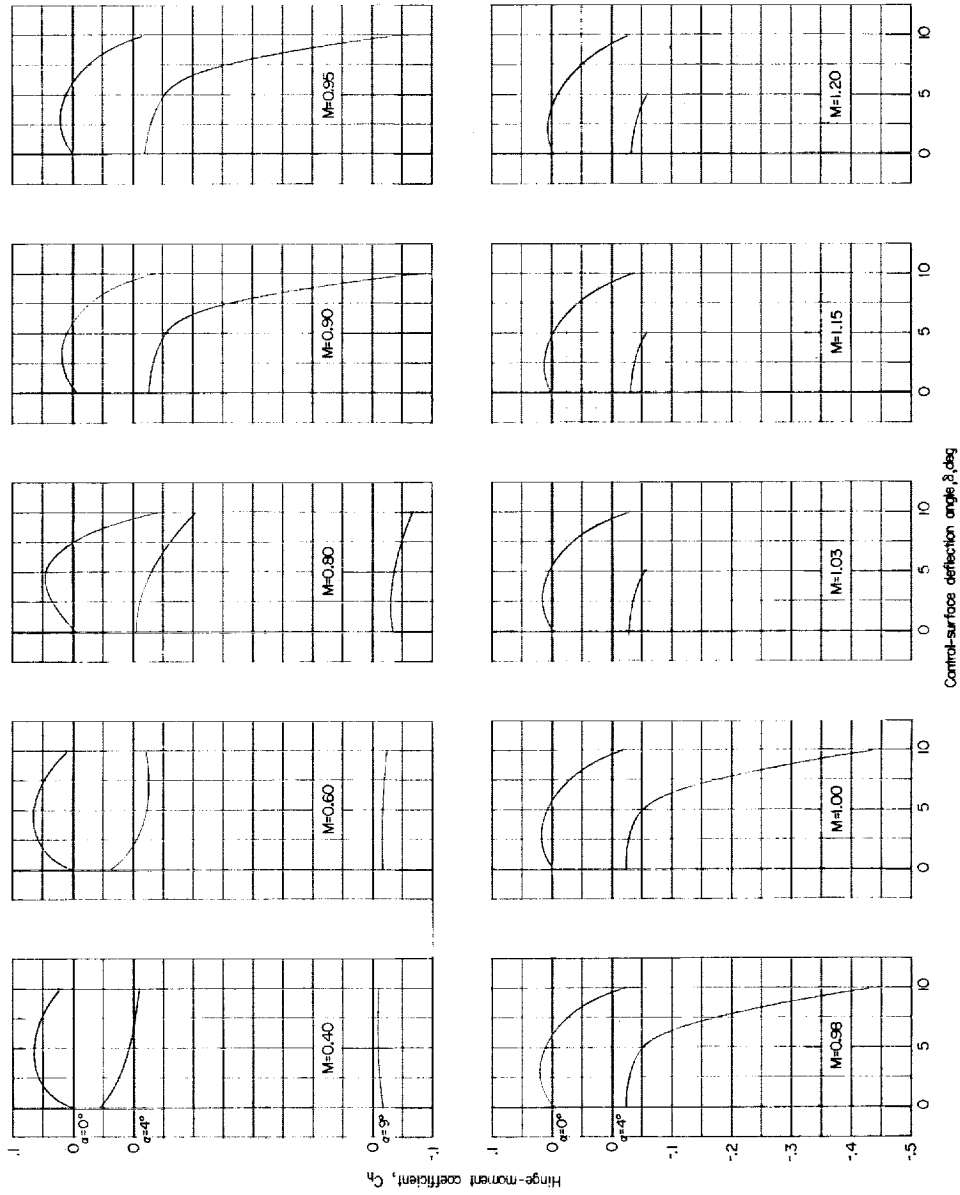 Hinge-moment coefficient, Cₕ
.1
0
α=0°
0
α=4°
0
α=9°
-.1
M=0.40
M=0.60
M=0.80
M=0.90
M=0.95
.1
0
α=0°
0
α=4°
-.1
-.2
-.3
-.4
-.5
M=0.98
M=1.00
M=1.03
M=1.15
M=1.20
0 5 10
0 5 10
0 5 10
0 5 10
0 5 10
Control-surface deflection angle, δ, deg